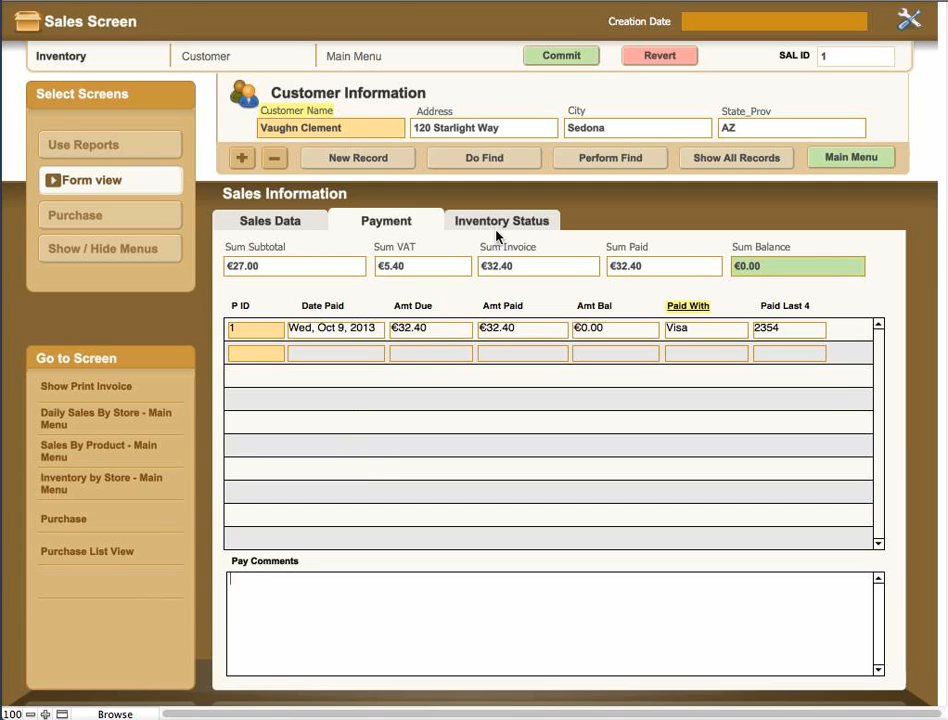 Sales Screen
Creation Date
Inventory
Customer
Main Menu
Commit
Revert
SAL ID
1
Select Screens
Use Reports
Form view
Purchase
Show / Hide Menus
Customer Information
Customer Name
Address
City
State_Prov
Vaughn Clement
120 Starlight Way
Sedona
AZ
New Record
Do Find
Perform Find
Show All Records
Main Menu
Sales Information
Sales Data
Payment
Inventory Status
Sum Subtotal
Sum VAT
Sum Invoice
Sum Paid
Sum Balance
€27.00
€5.40
€32.40
€32.40
€0.00
P ID
Date Paid
Amt Due
Amt Paid
Amt Bal
Paid With
Paid Last 4
1
Wed, Oct 9, 2013
€32.40
€32.40
€0.00
Visa
2354
Go to Screen
Show Print Invoice
Daily Sales By Store - Main
Menu
Sales By Product - Main
Menu
Inventory by Store - Main
Menu
Purchase
Purchase List View
Pay Comments
100
Browse